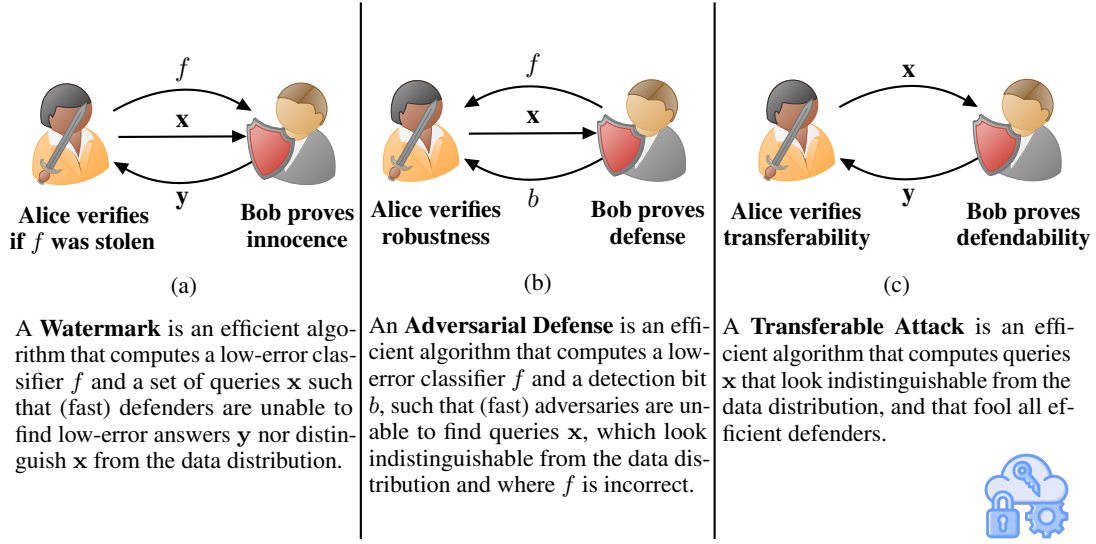 f
x
y
Alice verifies
if f was stolen
Bob proves
innocence
(a)
A Watermark is an efficient algo-
rithm that computes a low-error clas-
sifier f and a set of queries x such
that (fast) defenders are unable to
find low-error answers y nor distin-
guish x from the data distribution.
f
x
b
Alice verifies
robustness
Bob proves
defense
(b)
An Adversarial Defense is an effi-
cient algorithm that computes a low-
error classifier f and a detection bit
b, such that (fast) adversaries are un-
able to find queries x, which look
indistinguishable from the data dis-
tribution and where f is incorrect.
x
y
Alice verifies
transferability
Bob proves
defendability
(c)
A Transferable Attack is an effi-
cient algorithm that computes queries
x that look indistinguishable from the
data distribution, and that fool all ef-
ficient defenders.